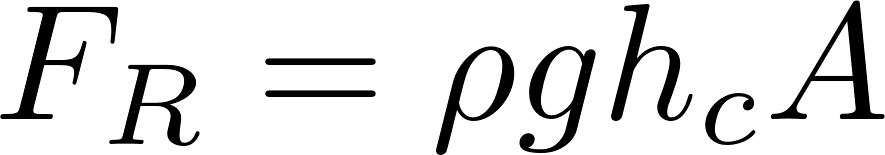 F_R = ρgh_cA